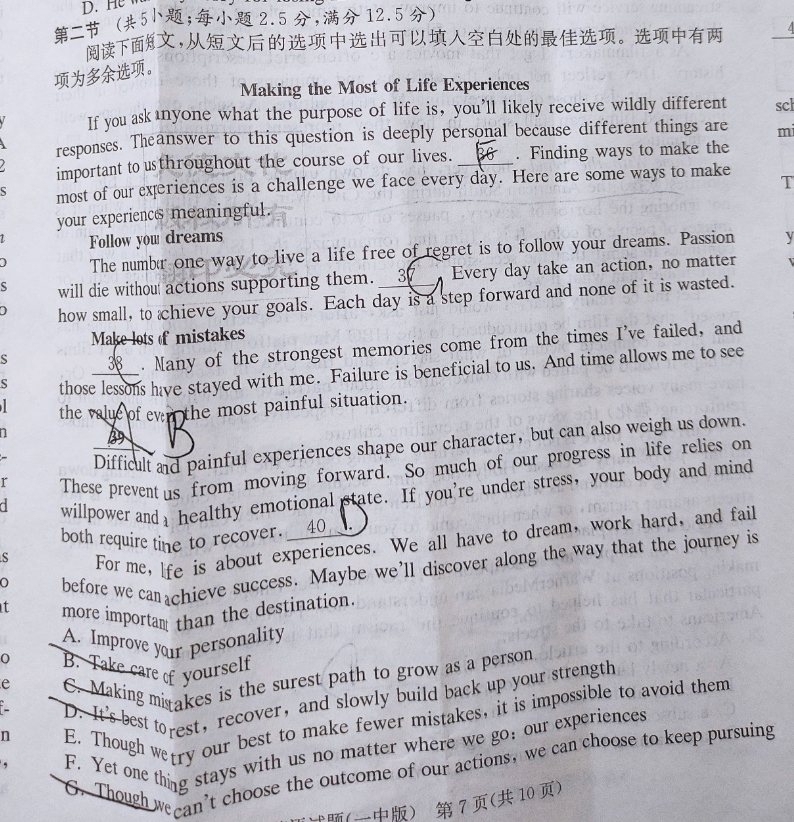 D. He
第二节 (共5小题;每小题2.5分,满分12.5分)
阅读下面短文,从短文后的选项中选出可以填入空白处的最佳选项。选项中有两
项为多余选项。
Making the Most of Life Experiences
If you ask anyone what the purpose of life is, you'll likely receive wildly different
responses. The answer to this question is deeply personal because different things are
important to us throughout the course of our lives. 36 . Finding ways to make the
most of our experiences is a challenge we face every day. Here are some ways to make
your experiences meaningful.
Follow your dreams
The number one way to live a life free of regret is to follow your dreams. Passion
will die without actions supporting them. 37 C Every day take an action, no matter
how small, to achieve your goals. Each day is a step forward and none of it is wasted.
Make lots of mistakes
38 . Many of the strongest memories come from the times I've failed, and
those lessons have stayed with me. Failure is beneficial to us. And time allows me to see
the value of even the most painful situation.
39 B
Difficult and painful experiences shape our character, but can also weigh us down.
These prevent us from moving forward. So much of our progress in life relies on
willpower and a healthy emotional state. If you're under stress, your body and mind
both require time to recover. 40 . D
For me, life is about experiences. We all have to dream, work hard, and fail
before we can achieve success. Maybe we'll discover along the way that the journey is
more important than the destination.
A. Improve your personality
B. Take care of yourself
C. Making mistakes is the surest path to grow as a person
D. It's best to rest, recover, and slowly build back up your strength
E. Though we try our best to make fewer mistakes, it is impossible to avoid them
F. Yet one thing stays with us no matter where we go: our experiences
G. Though we can't choose the outcome of our actions, we can choose to keep pursuing
试题(一中版) 第7页(共10页)